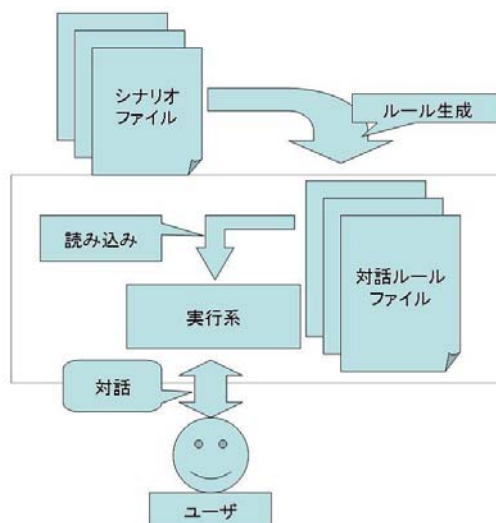 シナリオ
ファイル
ルール生成
読み込み
対話ルール
ファイル
実行系
対話
ユーザ